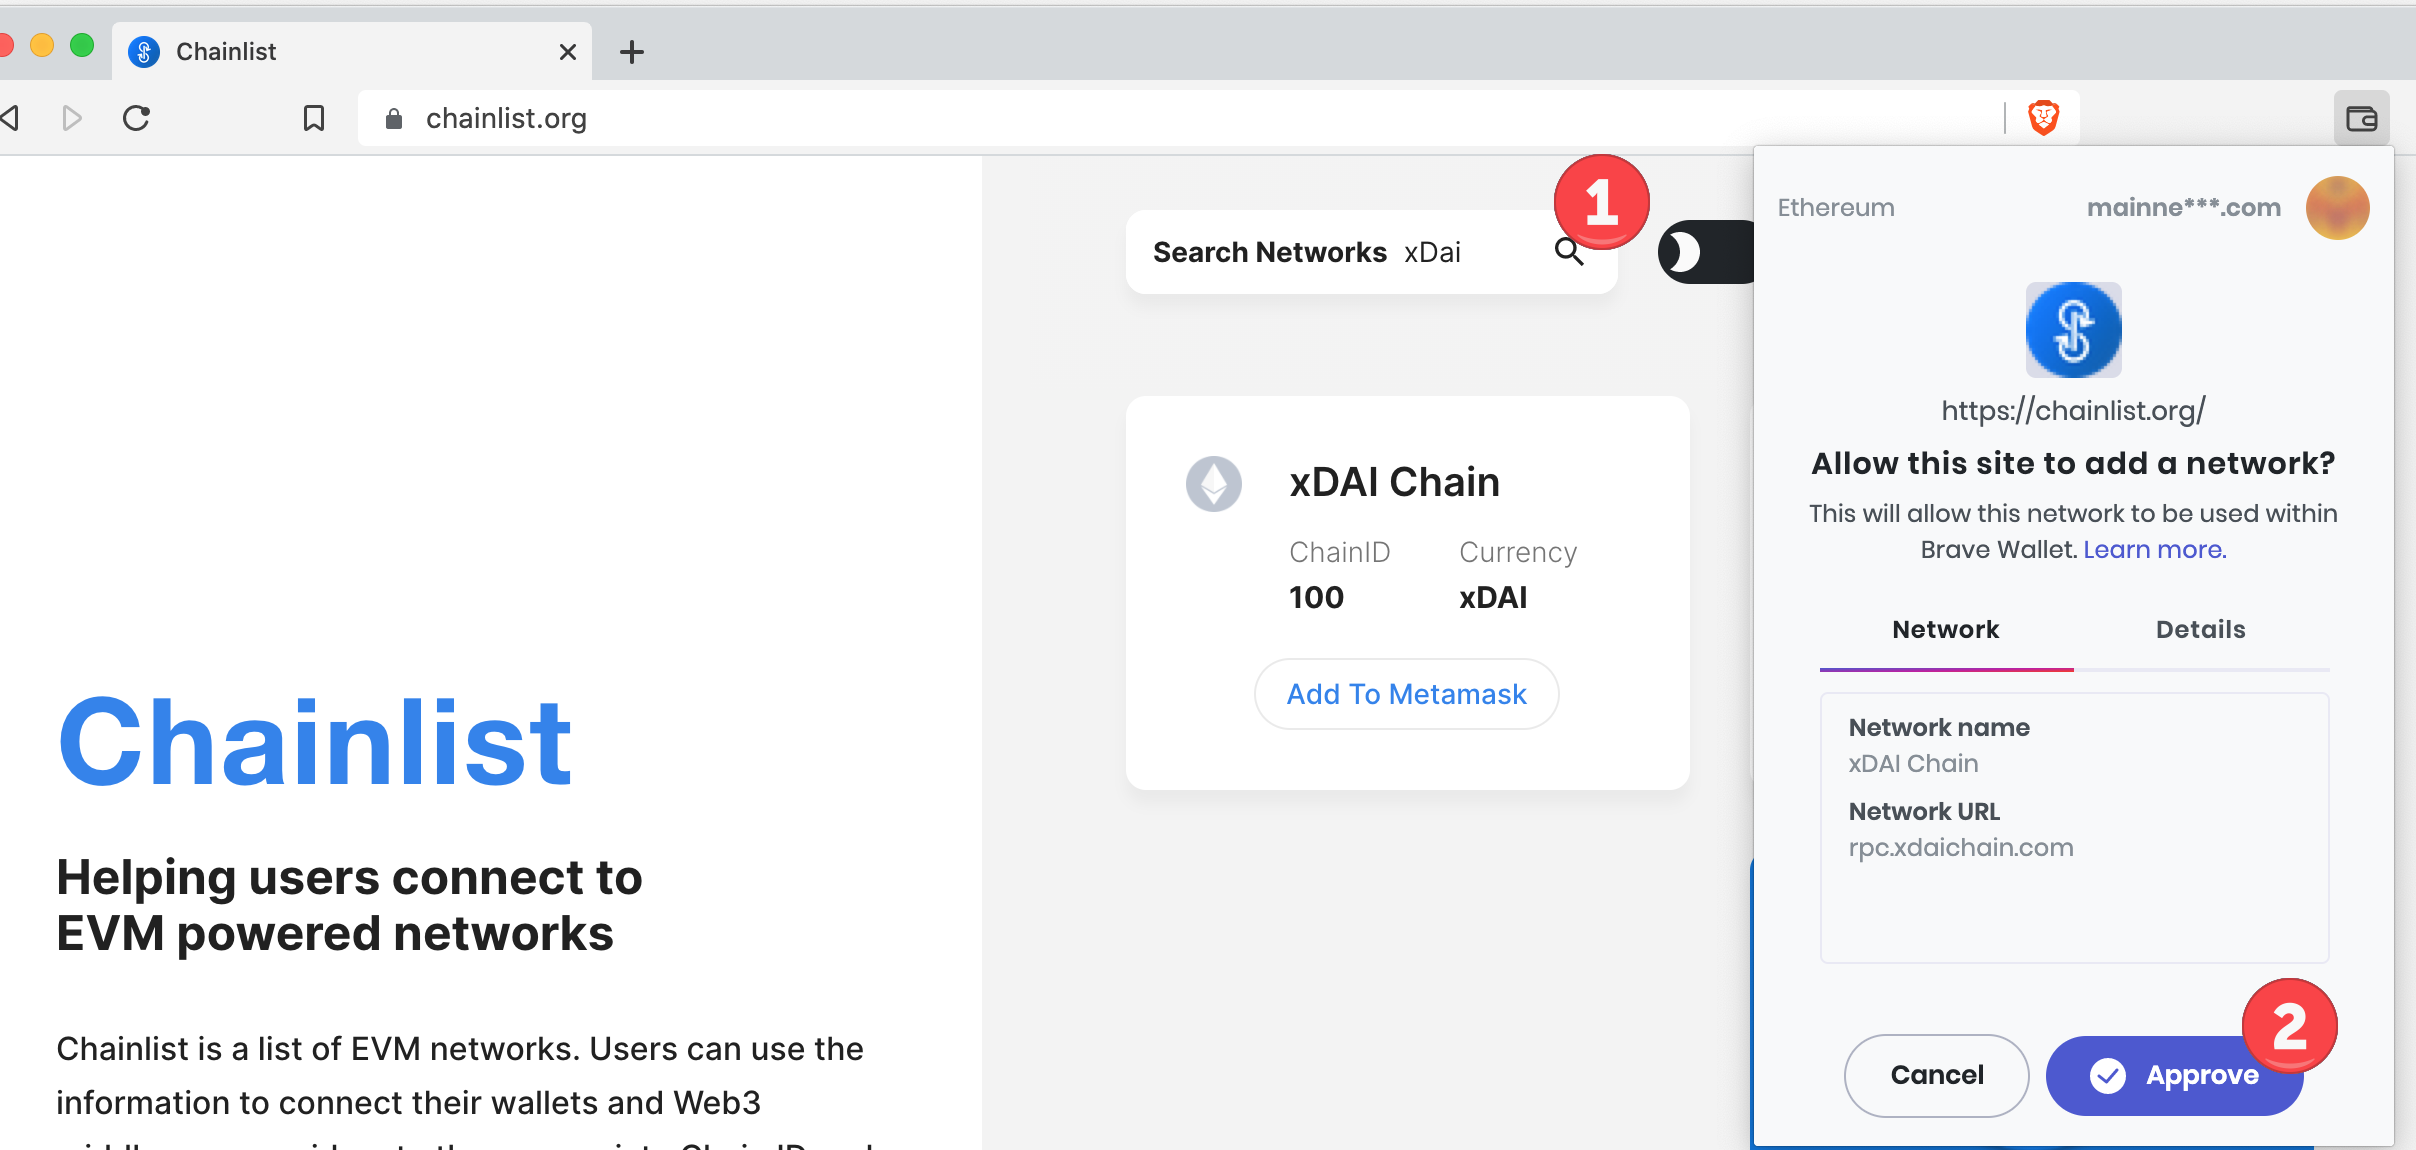 Chainlist
chainlist.org
1
Search Networks xDai
xDAI Chain
ChainID Currency
100 xDAI
Add To Metamask
Chainlist
Helping users connect to
EVM powered networks
Chainlist is a list of EVM networks. Users can use the
information to connect their wallets and Web3
Ethereum mainne***.com
https://chainlist.org/
Allow this site to add a network?
This will allow this network to be used within
Brave Wallet. Learn more.
Network Details
Network name
xDAI Chain
Network URL
rpc.xdaichain.com
2
Cancel Approve